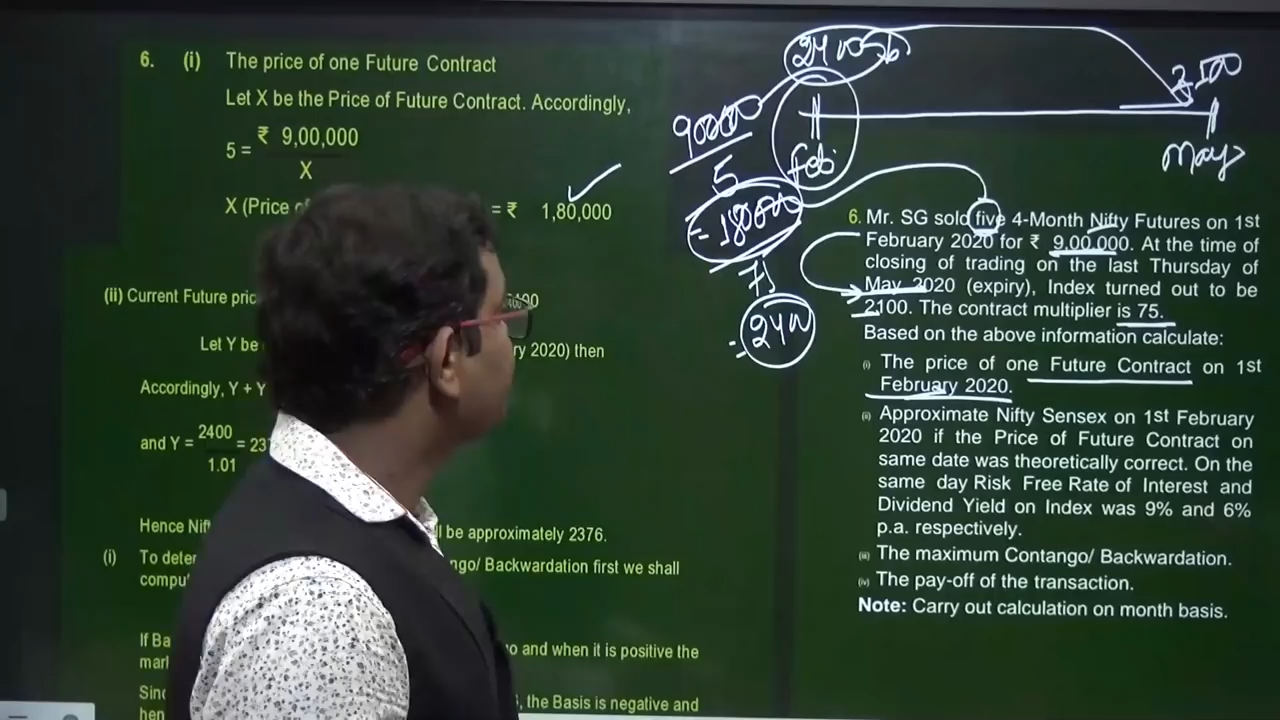 6. (i) The price of one Future Contract
Let X be the Price of Future Contract. Accordingly,
5 = ₹ 9,00,000
X
X (Price of
= ₹ 1,80,000
(ii) Current Future pric
Let Y be
ry 2020) then
Accordingly, Y + Y
and Y = 2400
1.01
= 237
Hence Nif
ll be approximately 2376.
(i) To deter
ngo/ Backwardation first we shall
compu
If Ba
go and when it is positive the
mark
Sinc
, the Basis is negative and
hen
900000
5
= 180000
75
= 2400
Feb
May
6. Mr. SG sold five 4-Month Nifty Futures on 1st
February 2020 for ₹ 9,00,000. At the time of
closing of trading on the last Thursday of
May 2020 (expiry), Index turned out to be
2100. The contract multiplier is 75.
Based on the above information calculate:
(i) The price of one Future Contract on 1st
February 2020.
(ii) Approximate Nifty Sensex on 1st February
2020 if the Price of Future Contract on
same date was theoretically correct. On the
same day Risk Free Rate of Interest and
Dividend Yield on Index was 9% and 6%
p.a. respectively.
(iii) The maximum Contango/ Backwardation.
(iv) The pay-off of the transaction.
Note: Carry out calculation on month basis.